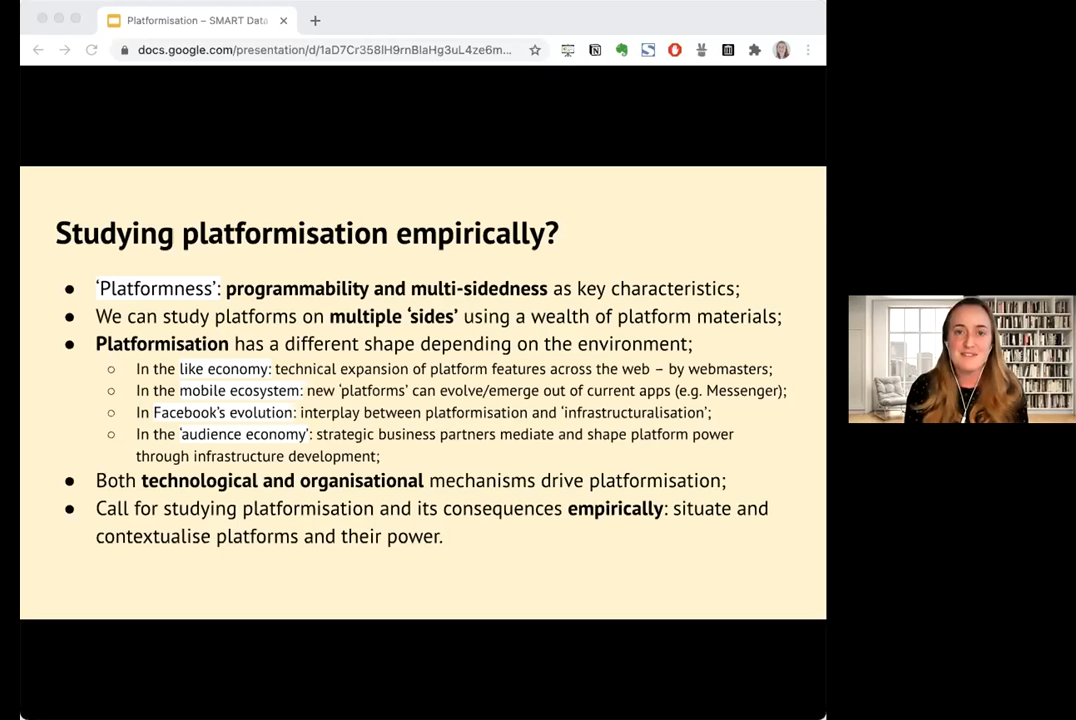 Platformisation – SMART Data
docs.google.com/presentation/d/1aD7Cr358lH9rnBlaHg3uL4ze6m...
Studying platformisation empirically?
● ‘Platformness’: programmability and multi-sidedness as key characteristics;
● We can study platforms on multiple ‘sides’ using a wealth of platform materials;
● Platformisation has a different shape depending on the environment;
○ In the like economy: technical expansion of platform features across the web – by webmasters;
○ In the mobile ecosystem: new ‘platforms’ can evolve/emerge out of current apps (e.g. Messenger);
○ In Facebook’s evolution: interplay between platformisation and ‘infrastructuralisation’;
○ In the ‘audience economy’: strategic business partners mediate and shape platform power
through infrastructure development;
● Both technological and organisational mechanisms drive platformisation;
● Call for studying platformisation and its consequences empirically: situate and
contextualise platforms and their power.